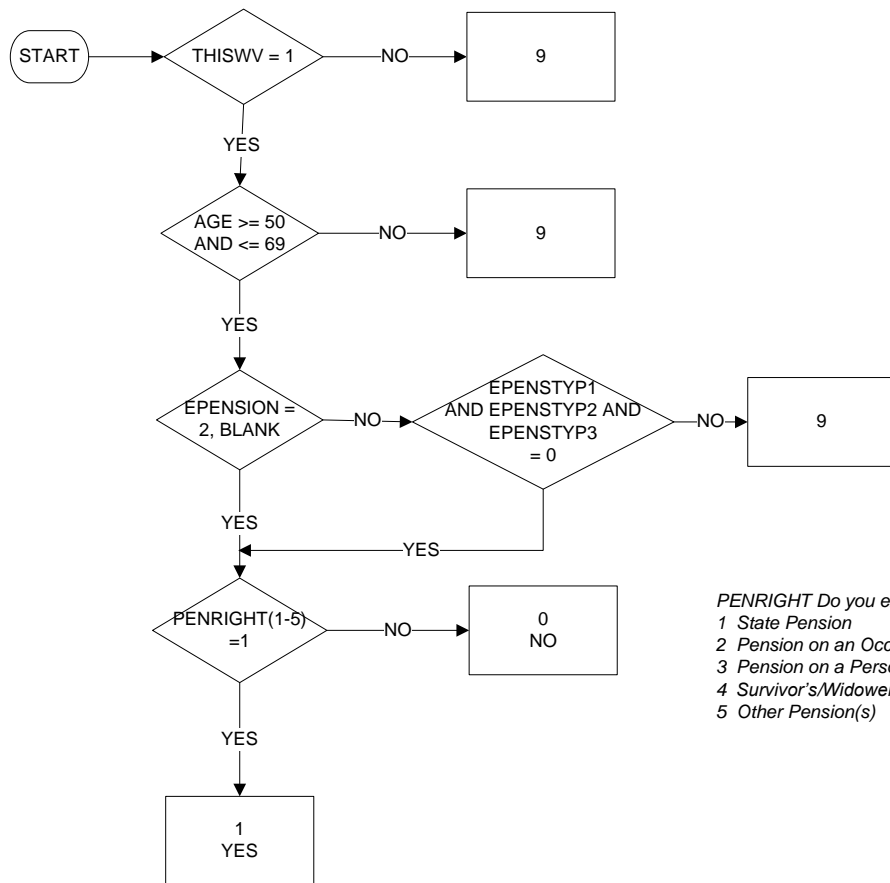 START
THISWV = 1
NO
9
YES
AGE >= 50
AND <= 69
NO
9
YES
EPENSION =
2, BLANK
NO
EPENSTYP1
AND EPENSTYP2 AND
EPENSTYP3
= 0
NO
9
YES
YES
PENRIGHT(1-5)
=1
NO
0
NO
PENRIGHT Do you e
1 State Pension
2 Pension on an Occ
3 Pension on a Perso
4 Survivor's/Widower
5 Other Pension(s)
YES
1
YES